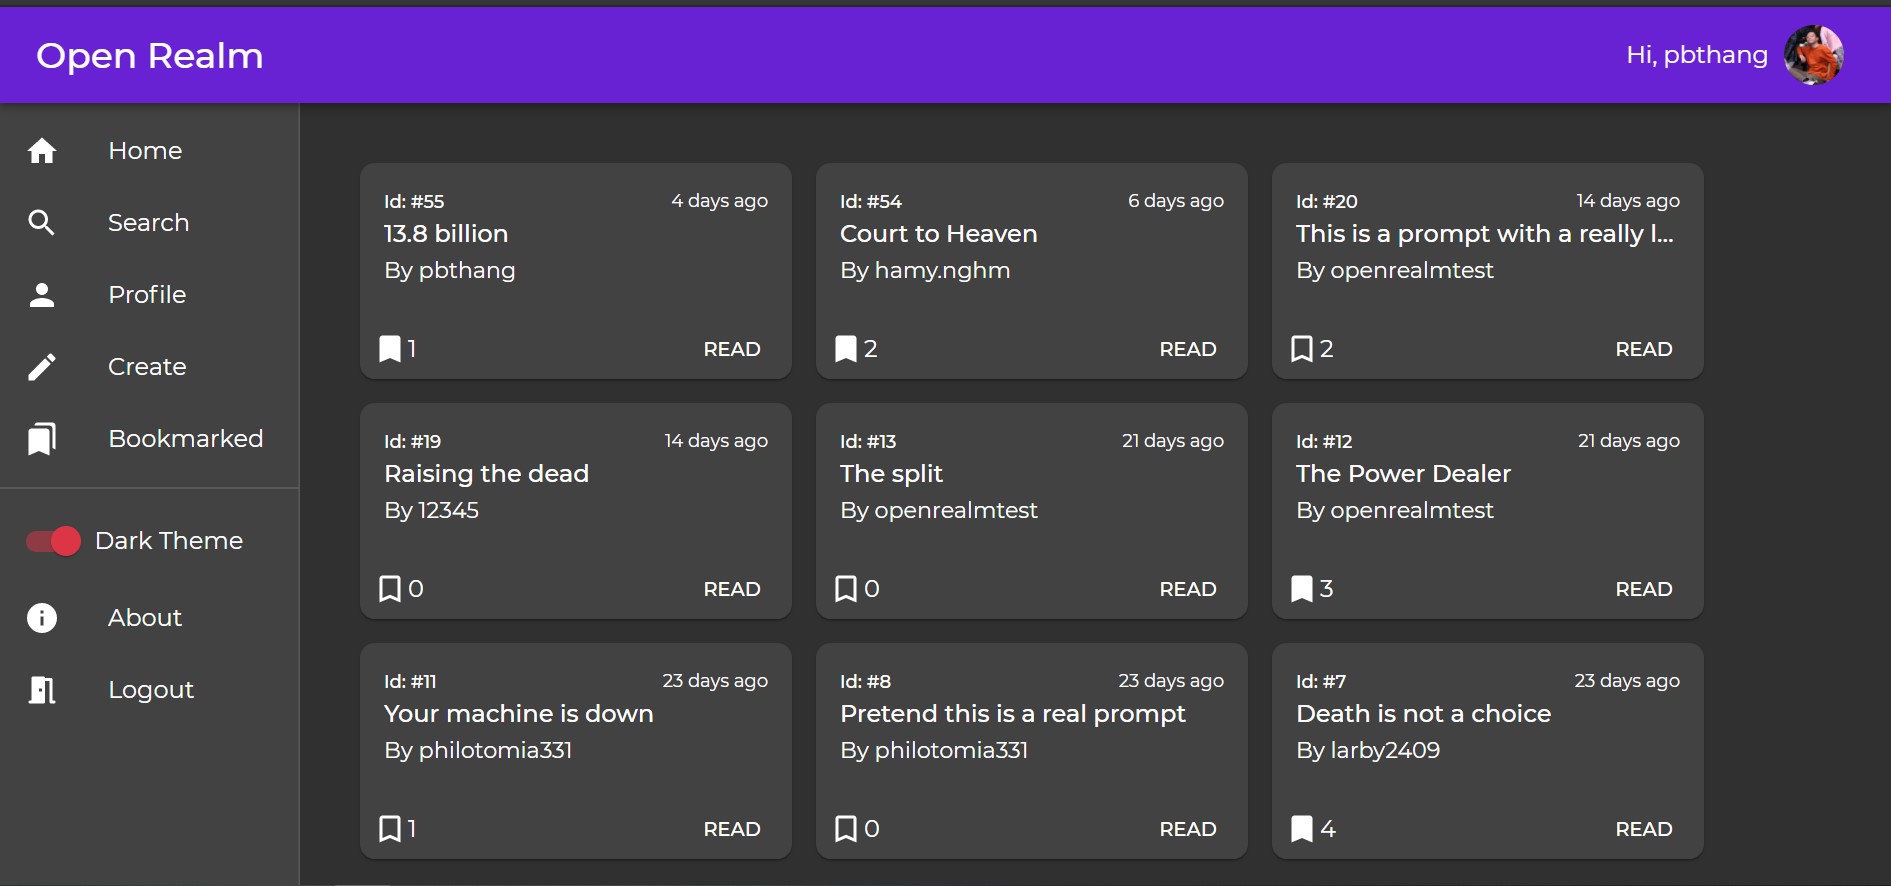 Open Realm
Hi, pbthang
Home
Search
Profile
Create
Bookmarked
Dark Theme
About
Logout
Id: #55 4 days ago
13.8 billion
By pbthang
1 READ
Id: #54 6 days ago
Court to Heaven
By hamy.nghm
2 READ
Id: #20 14 days ago
This is a prompt with a really l...
By openrealmtest
2 READ
Id: #19 14 days ago
Raising the dead
By 12345
0 READ
Id: #13 21 days ago
The split
By openrealmtest
0 READ
Id: #12 21 days ago
The Power Dealer
By openrealmtest
3 READ
Id: #11 23 days ago
Your machine is down
By philotomia331
1 READ
Id: #8 23 days ago
Pretend this is a real prompt
By philotomia331
0 READ
Id: #7 23 days ago
Death is not a choice
By larby2409
4 READ